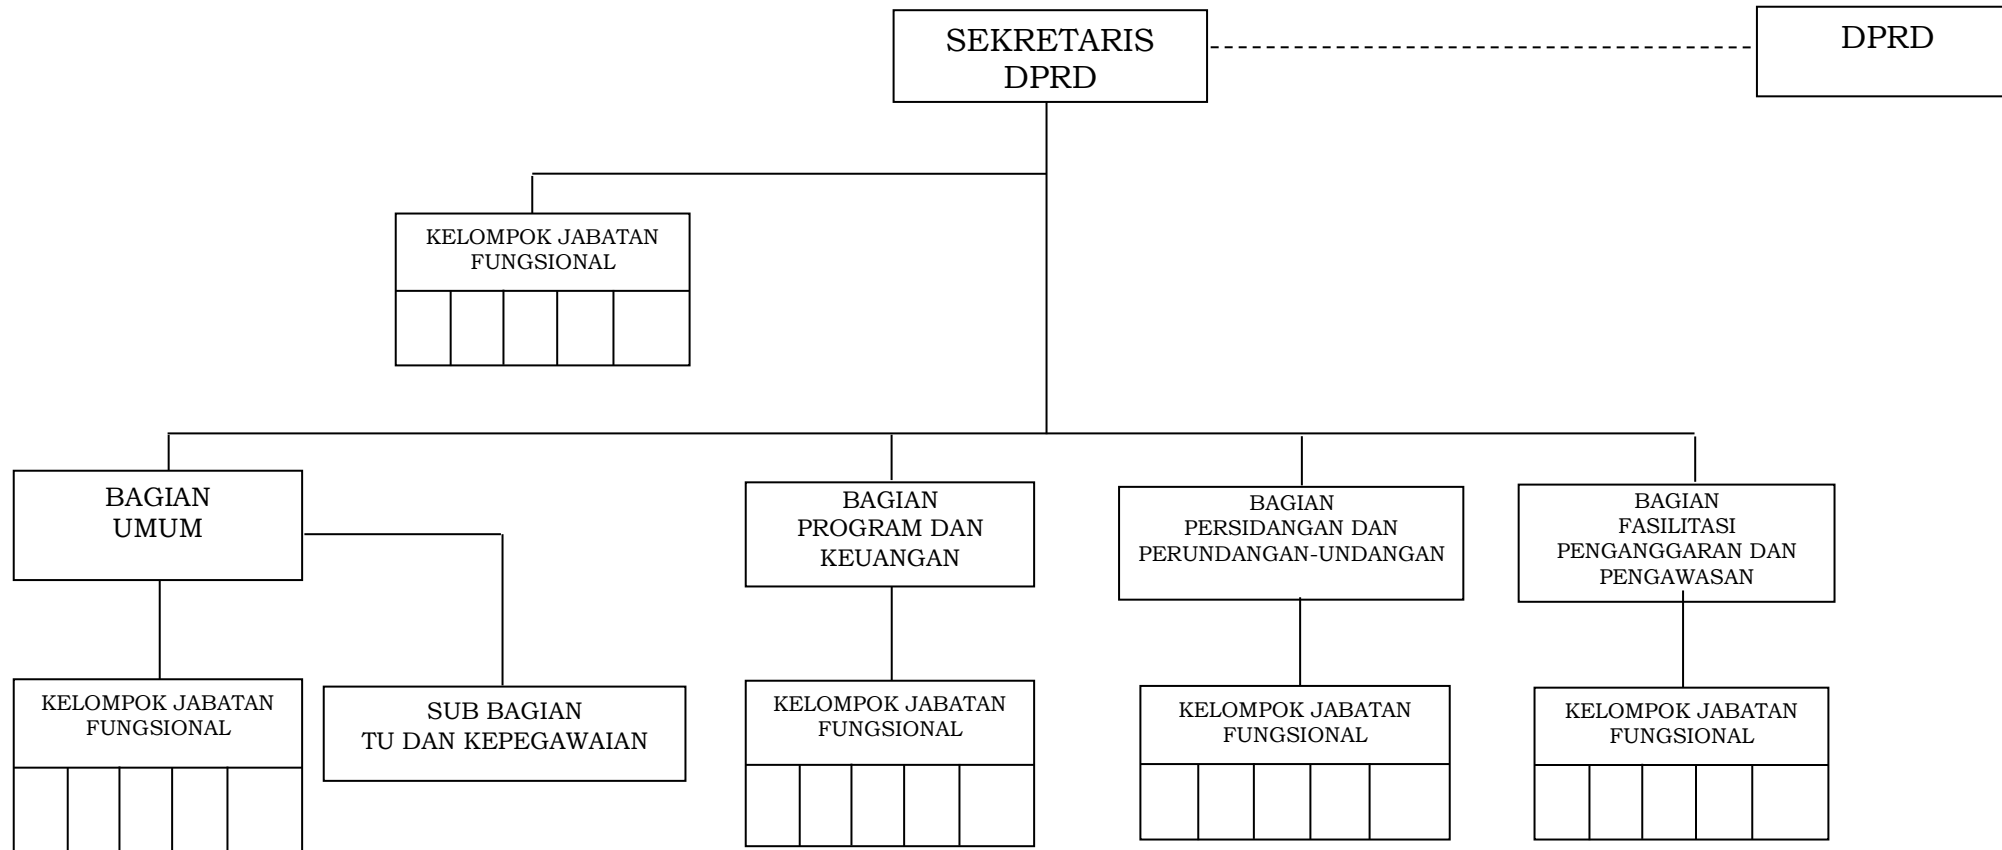 SEKRETARIS
DPRD
DPRD
KELOMPOK JABATAN
FUNGSIONAL
BAGIAN
UMUM
BAGIAN
PROGRAM DAN
KEUANGAN
BAGIAN
PERSIDANGAN DAN
PERUNDANGAN-UNDANGAN
BAGIAN
FASILITASI
PENGANGGARAN DAN
PENGAWASAN
KELOMPOK JABATAN
FUNGSIONAL
SUB BAGIAN
TU DAN KEPEGAWAIAN
KELOMPOK JABATAN
FUNGSIONAL
KELOMPOK JABATAN
FUNGSIONAL
KELOMPOK JABATAN
FUNGSIONAL